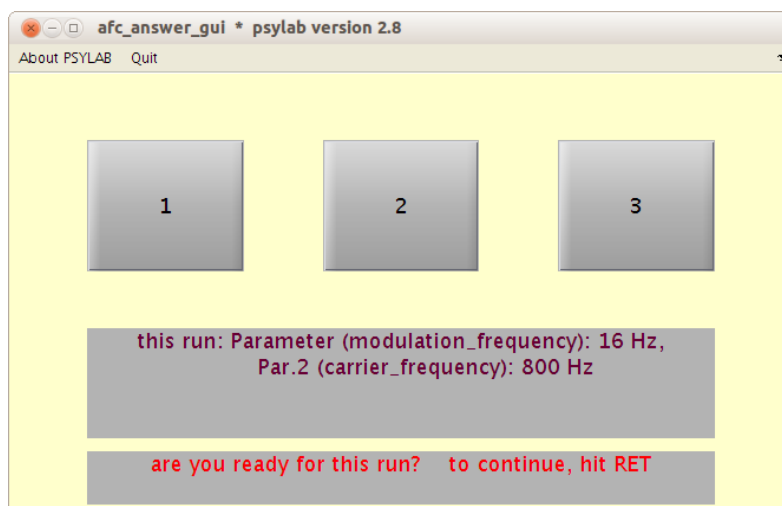 afc_answer_gui * psylab version 2.8
About PSYLAB Quit
1 2 3
this run: Parameter (modulation_frequency): 16 Hz,
Par.2 (carrier_frequency): 800 Hz
are you ready for this run? to continue, hit RET